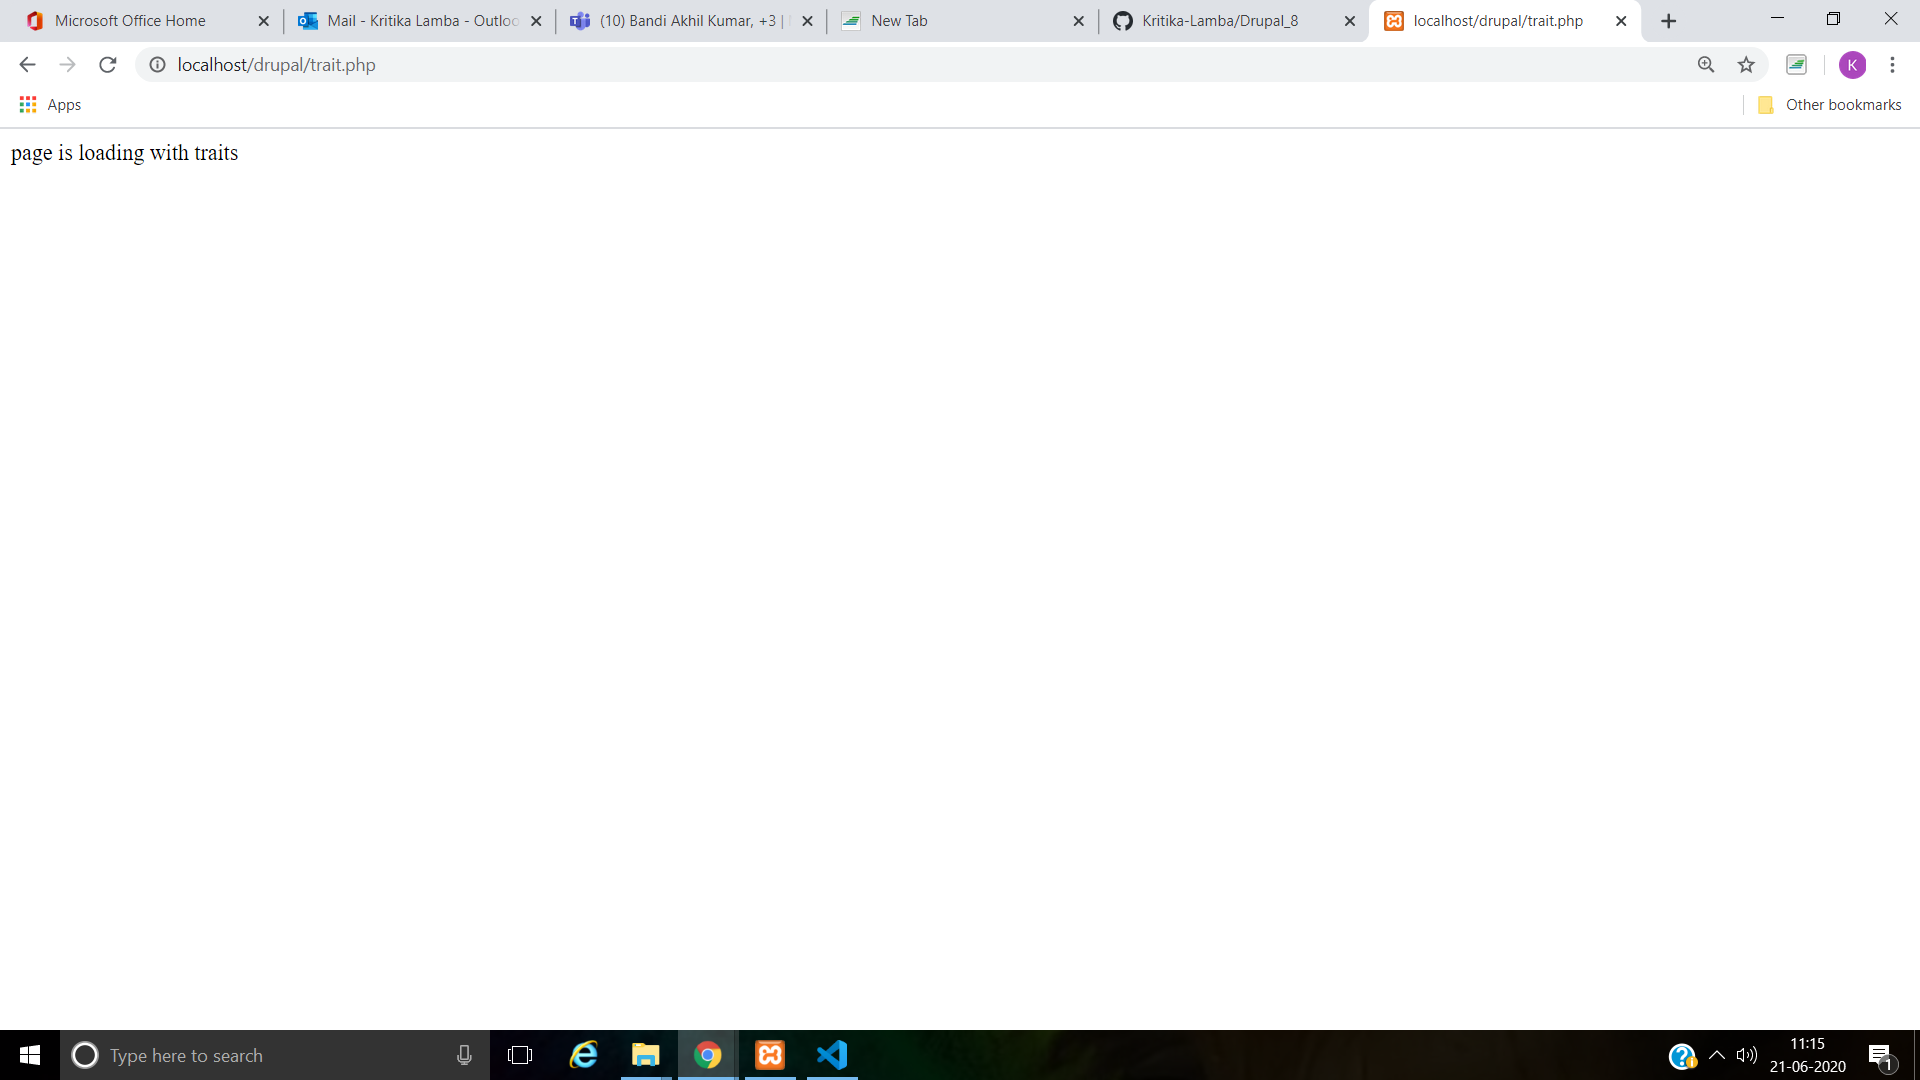 Microsoft Office Home
Mail - Kritika Lamba - Outloo
(10) Bandi Akhil Kumar, +3 |
New Tab
Kritika-Lamba/Drupal_8
localhost/drupal/trait.php
localhost/drupal/trait.php
K
Apps
Other bookmarks
page is loading with traits
Type here to search
11:15
21-06-2020
1